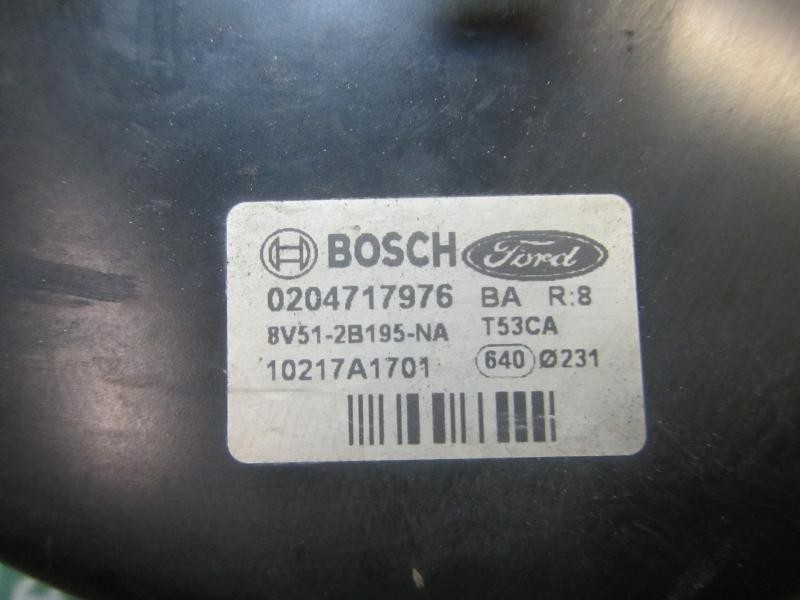 BOSCH Ford
0204717976 BA R:8
8V51-2B195-NA T53CA
10217A1701 640 Ø231